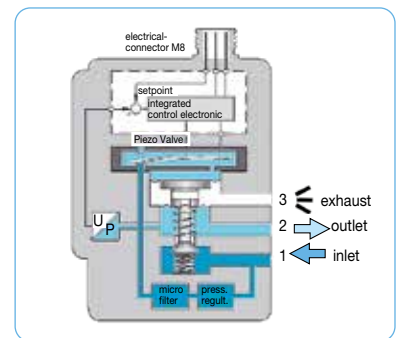 electrical-
connector M8
setpoint
integrated
control electronic
Piezo Valve
3 exhaust
U
P
2 outlet
1 inlet
micro
filter
press.
regult.